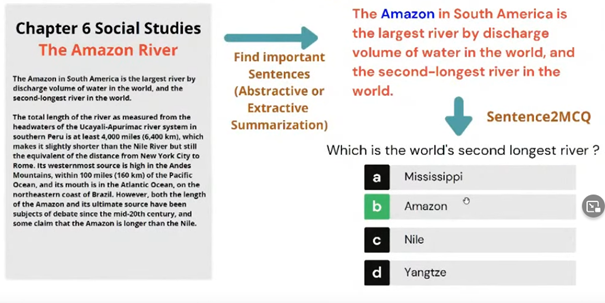 Chapter 6 Social Studies
The Amazon River
The Amazon in South America is the largest river by
discharge volume of water in the world, and the
second-longest river in the world.
The total length of the river as measured from the
headwaters of the Ucayali-Apurimac river system in
southern Peru is at least 4,000 miles (6,400 km), which
makes it slightly shorter than the Nile River but still
the equivalent of the distance from New York City to
Rome. Its westernmost source is high in the Andes
Mountains, within 100 miles (160 km) of the Pacific
Ocean, and its mouth is in the Atlantic Ocean, on the
northeastern coast of Brazil. However, both the length
of the Amazon and its ultimate source have been
subjects of debate since the mid-20th century, and
some claim that the Amazon is longer than the Nile.
Find important
Sentences
(Abstractive or
Extractive
Summarization)
The Amazon in South America is
the largest river by discharge
volume of water in the world, and
the second-longest river in the
world.
Sentence2MCQ
Which is the world's second longest river ?
a Mississippi
b Amazon
c Nile
d Yangtze